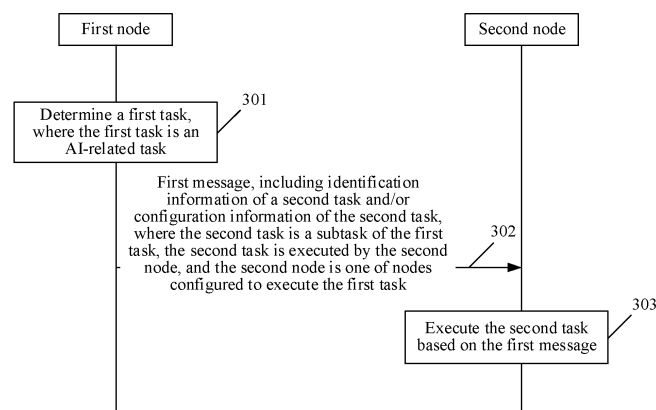 First node
Second node
301
Determine a first task,
where the first task is an
AI-related task
First message, including identification
information of a second task and/or
configuration information of the second task,
where the second task is a subtask of the first
task, the second task is executed by the second
node, and the second node is one of nodes
configured to execute the first task
302
303
Execute the second task
based on the first message